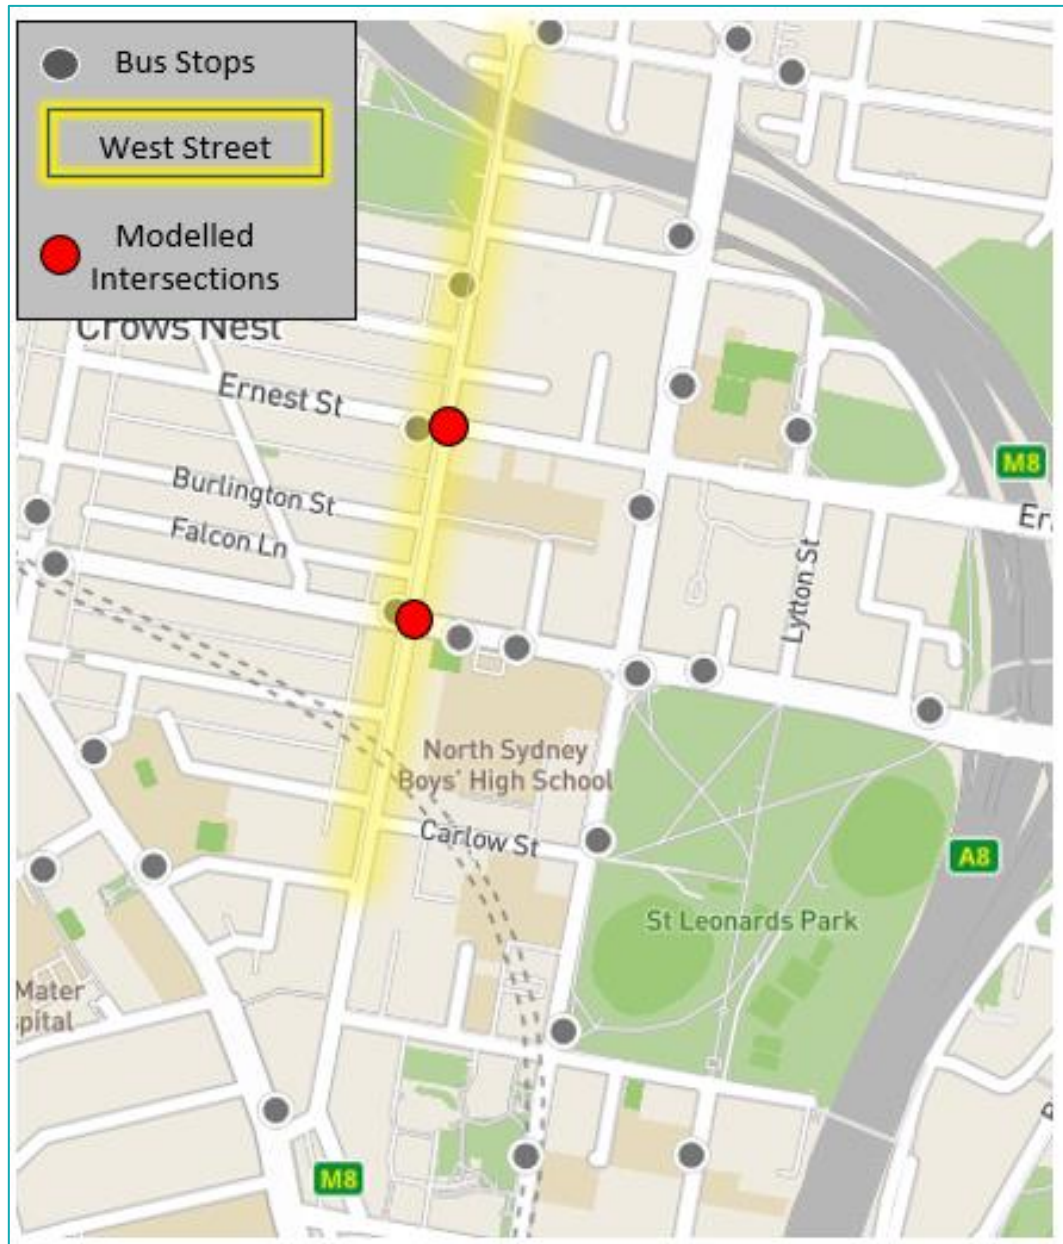 Bus Stops
West Street
Modelled
Intersections
Crows Nest
Ernest St
M8
Burlington St
Er
Falcon Ln
Lytton St
North Sydney
Boys' High School
Carlow St
A8
St Leonards Park
Mater
spital
M8